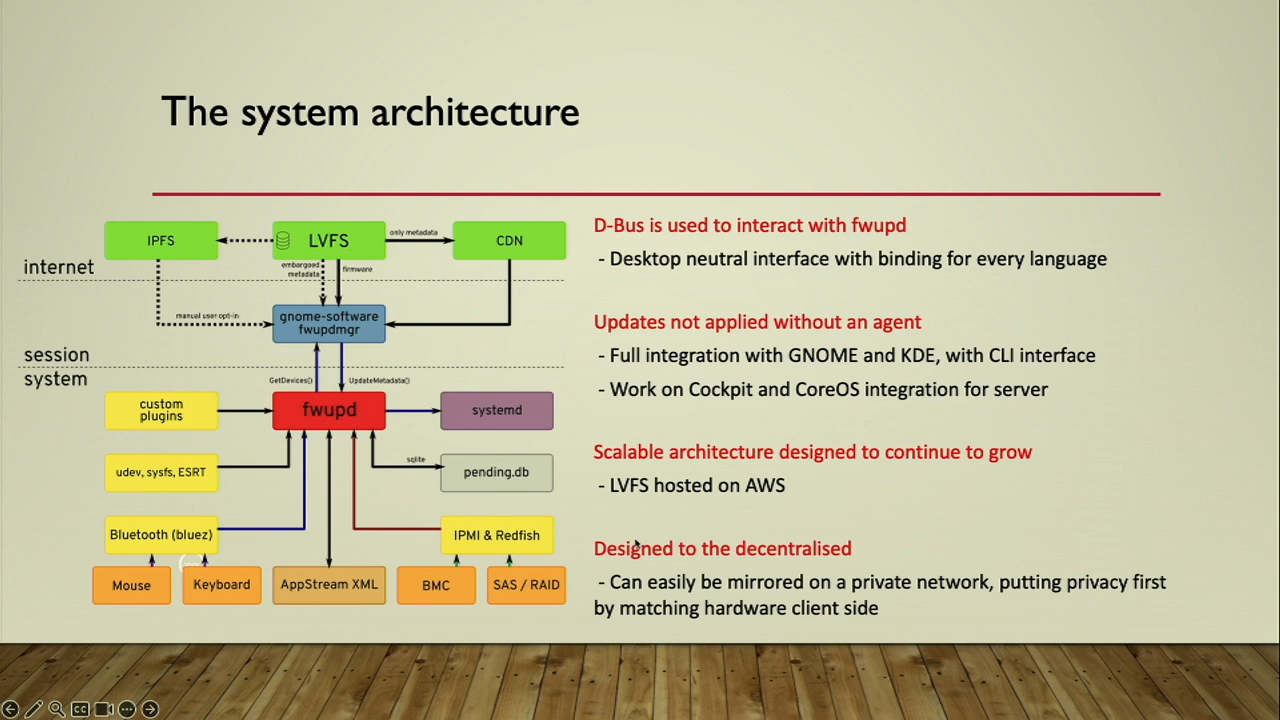 The system architecture
IPFS
LVFS
only metadata
CDN
internet
embargoed
metadata
firmware
manual user opt-in
gnome-software
fwupdmgr
session
system
GetDevices()
UpdateMetadata()
custom
plugins
fwupd
systemd
udev, sysfs, ESRT
sqlite
pending.db
Bluetooth (bluez)
IPMI & Redfish
Mouse
Keyboard
AppStream XML
BMC
SAS / RAID
D-Bus is used to interact with fwupd
- Desktop neutral interface with binding for every language
Updates not applied without an agent
- Full integration with GNOME and KDE, with CLI interface
- Work on Cockpit and CoreOS integration for server
Scalable architecture designed to continue to grow
- LVFS hosted on AWS
Designed to the decentralised
- Can easily be mirrored on a private network, putting privacy first
by matching hardware client side
CC